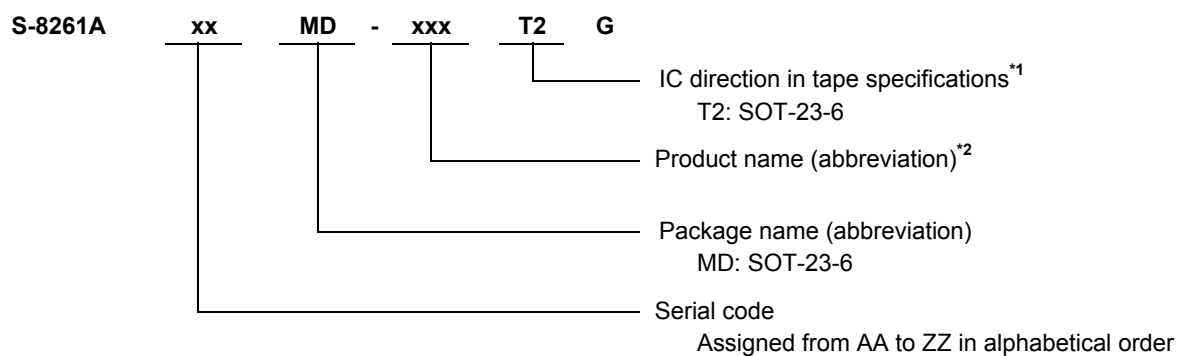 S-8261A xx MD - xxx T2 G
IC direction in tape specifications*1
T2: SOT-23-6
Product name (abbreviation)*2
Package name (abbreviation)
MD: SOT-23-6
Serial code
Assigned from AA to ZZ in alphabetical order